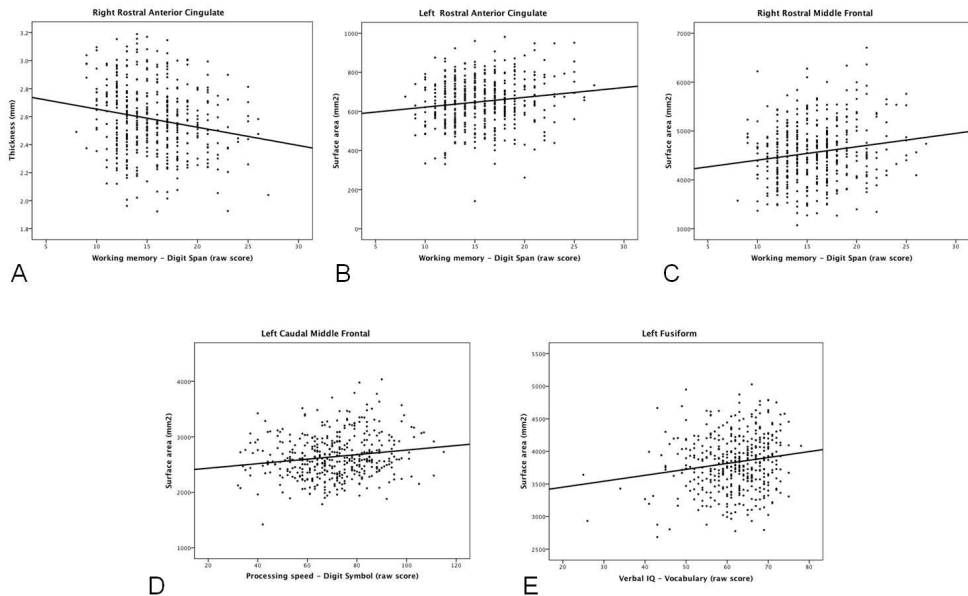 Right Rostral Anterior Cingulate
Thickness (mm)
3.2
3.0
2.8
2.6
2.4
2.2
2.0
1.8
5 10 15 20 25 30
Working memory - Digit Span (raw score)
A
Left Rostral Anterior Cingulate
Surface area (mm2)
1000
800
600
400
200
0
5 10 15 20 25 30
Working memory - Digit Span (raw score)
B
Right Rostral Middle Frontal
Surface area (mm2)
7000
6000
5000
4000
3000
5 10 15 20 25 30
Working memory - Digit Span (raw score)
C
Left Caudal Middle Frontal
Surface area (mm2)
4000
3000
2000
1000
20 40 60 80 100 120
Processing speed - Digit Symbol (raw score)
D
Left Fusiform
Surface area (mm2)
5500
5000
4500
4000
3500
3000
2500
20 30 40 50 60 70 80
Verbal IQ - Vocabulary (raw score)
E